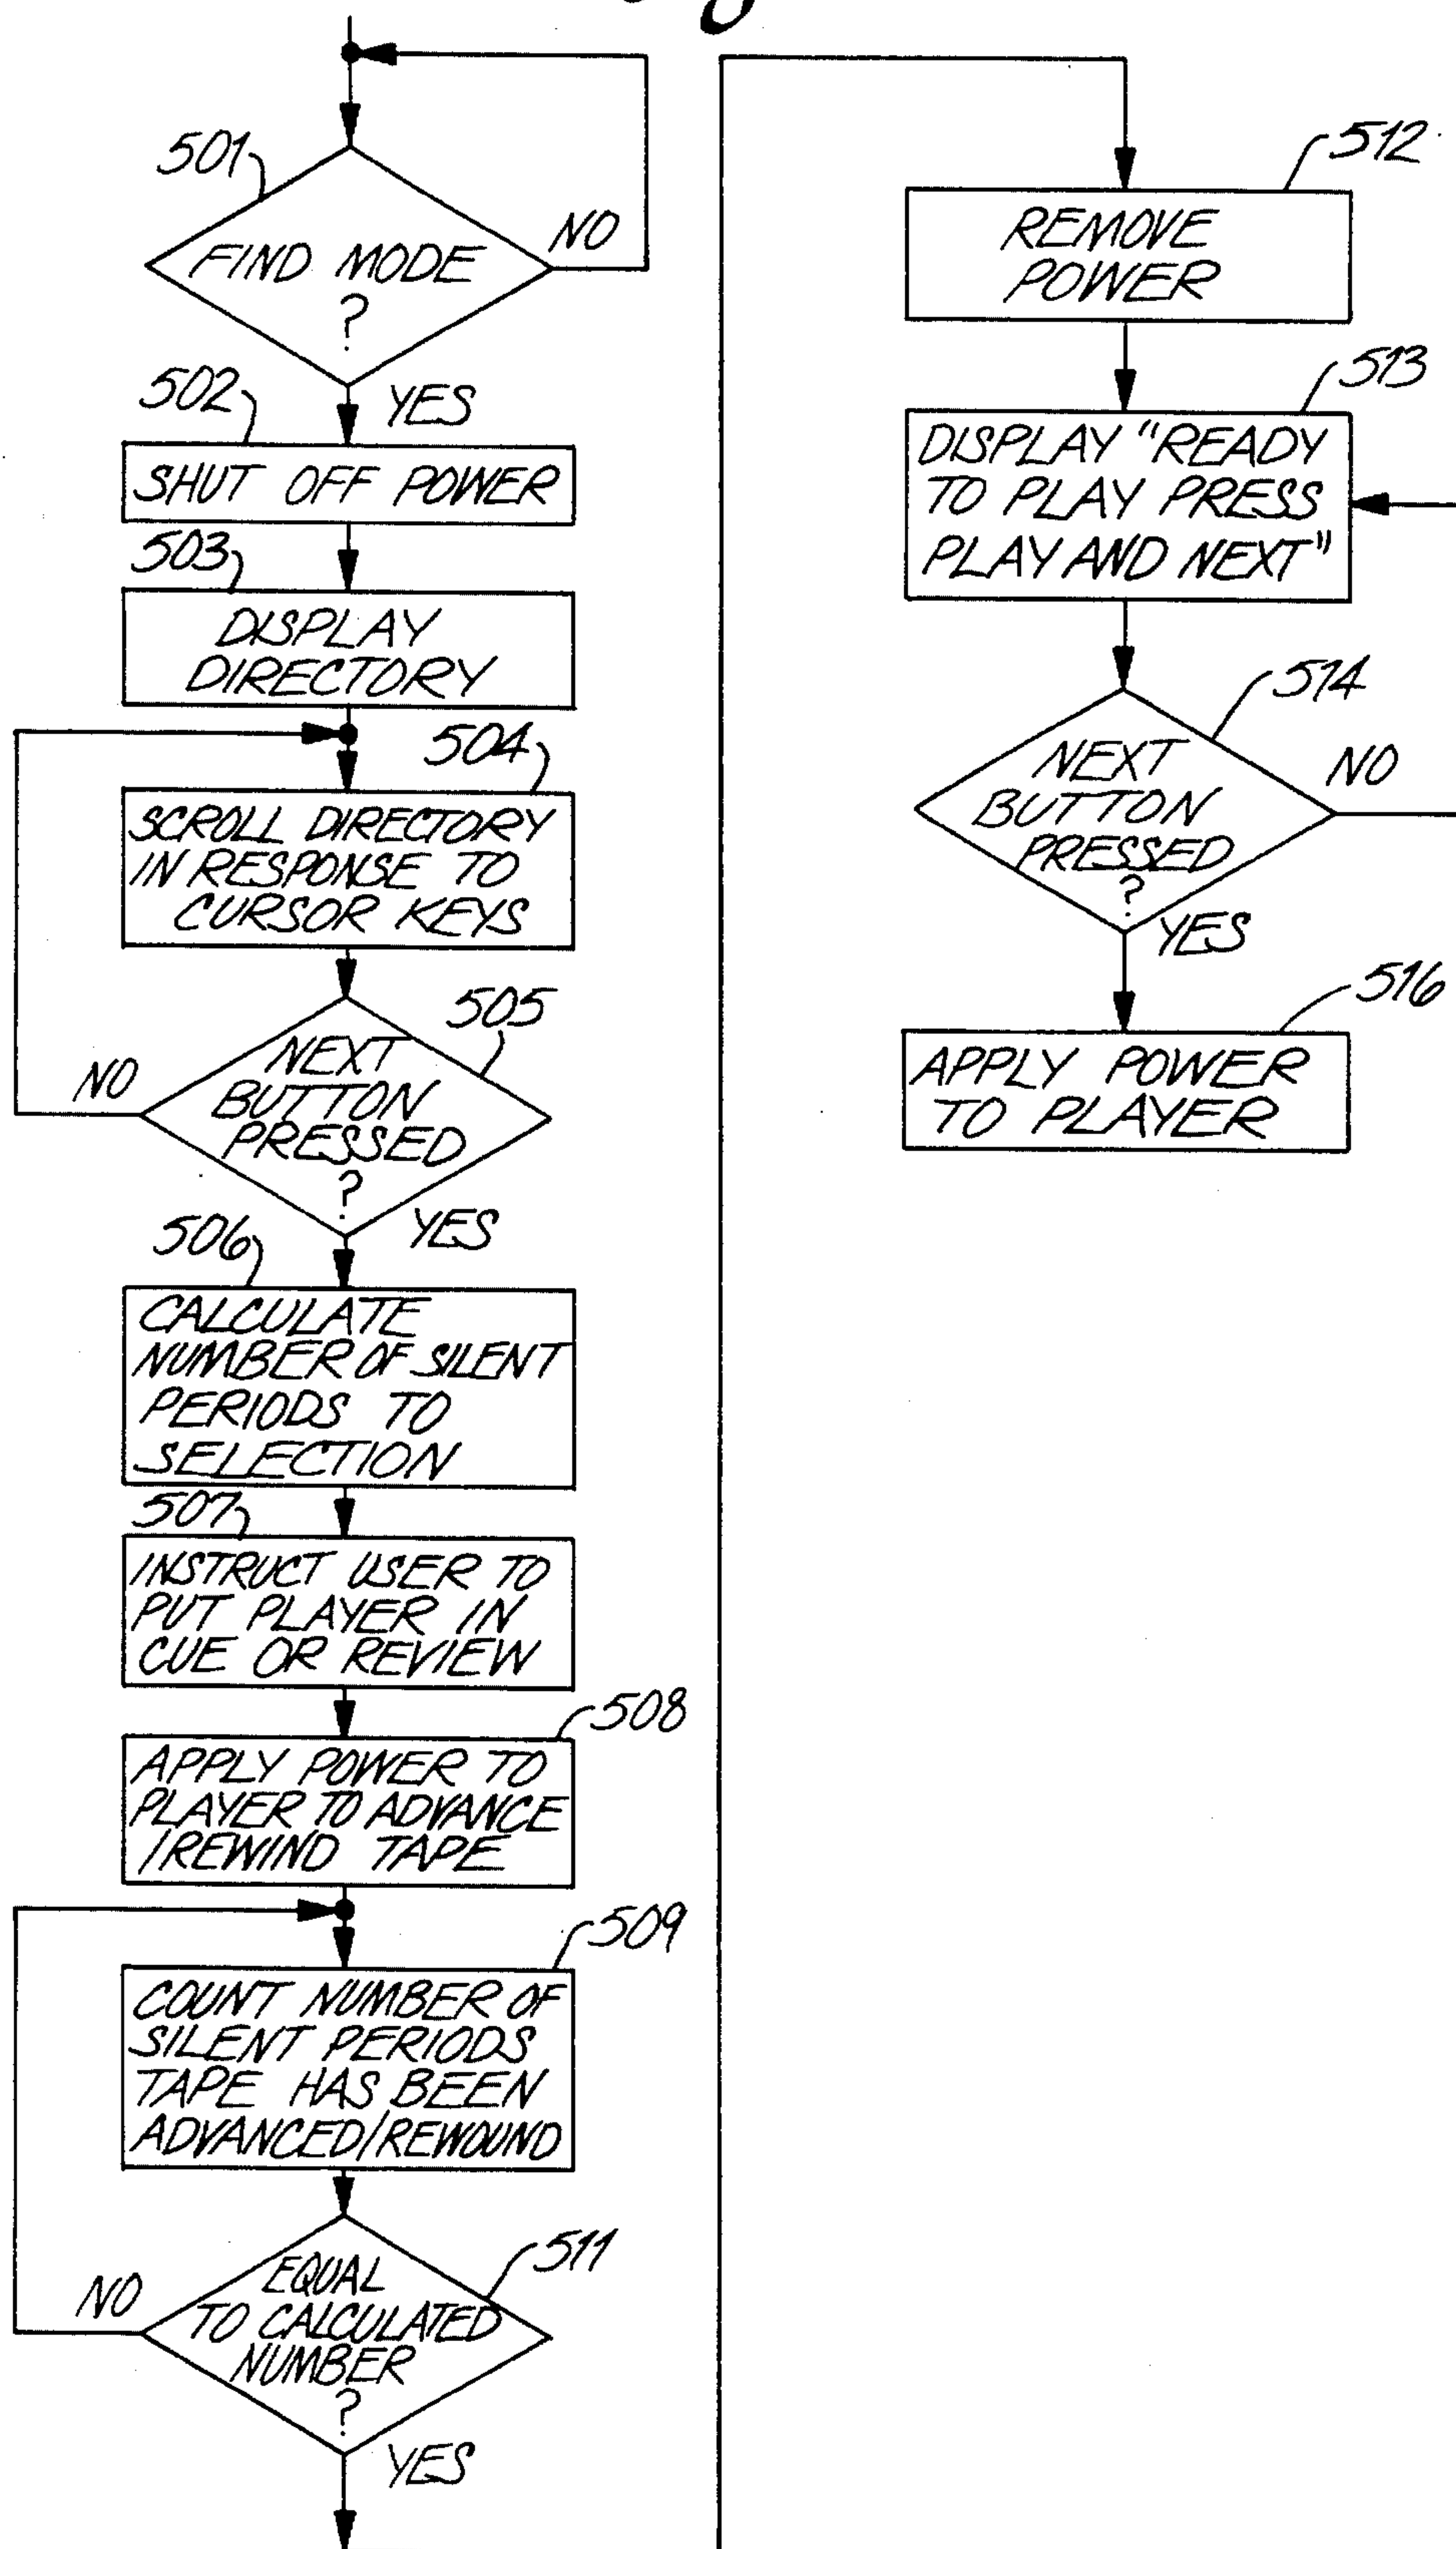 501
FIND MODE
?
NO
YES
502
SHUT OFF POWER
503
DISPLAY
DIRECTORY
504
SCROLL DIRECTORY
IN RESPONSE TO
CURSOR KEYS
505
NEXT
BUTTON
PRESSED
?
NO
YES
506
CALCULATE
NUMBER OF SILENT
PERIODS TO
SELECTION
507
INSTRUCT USER TO
PUT PLAYER IN
CUE OR REVIEW
508
APPLY POWER TO
PLAYER TO ADVANCE
/REWIND TAPE
509
COUNT NUMBER OF
SILENT PERIODS
TAPE HAS BEEN
ADVANCED/REWOUND
511
EQUAL
TO CALCULATED
NUMBER
?
NO
YES
512
REMOVE
POWER
513
DISPLAY "READY
TO PLAY PRESS
PLAY AND NEXT"
514
NEXT
BUTTON
PRESSED
?
NO
YES
516
APPLY POWER
TO PLAYER